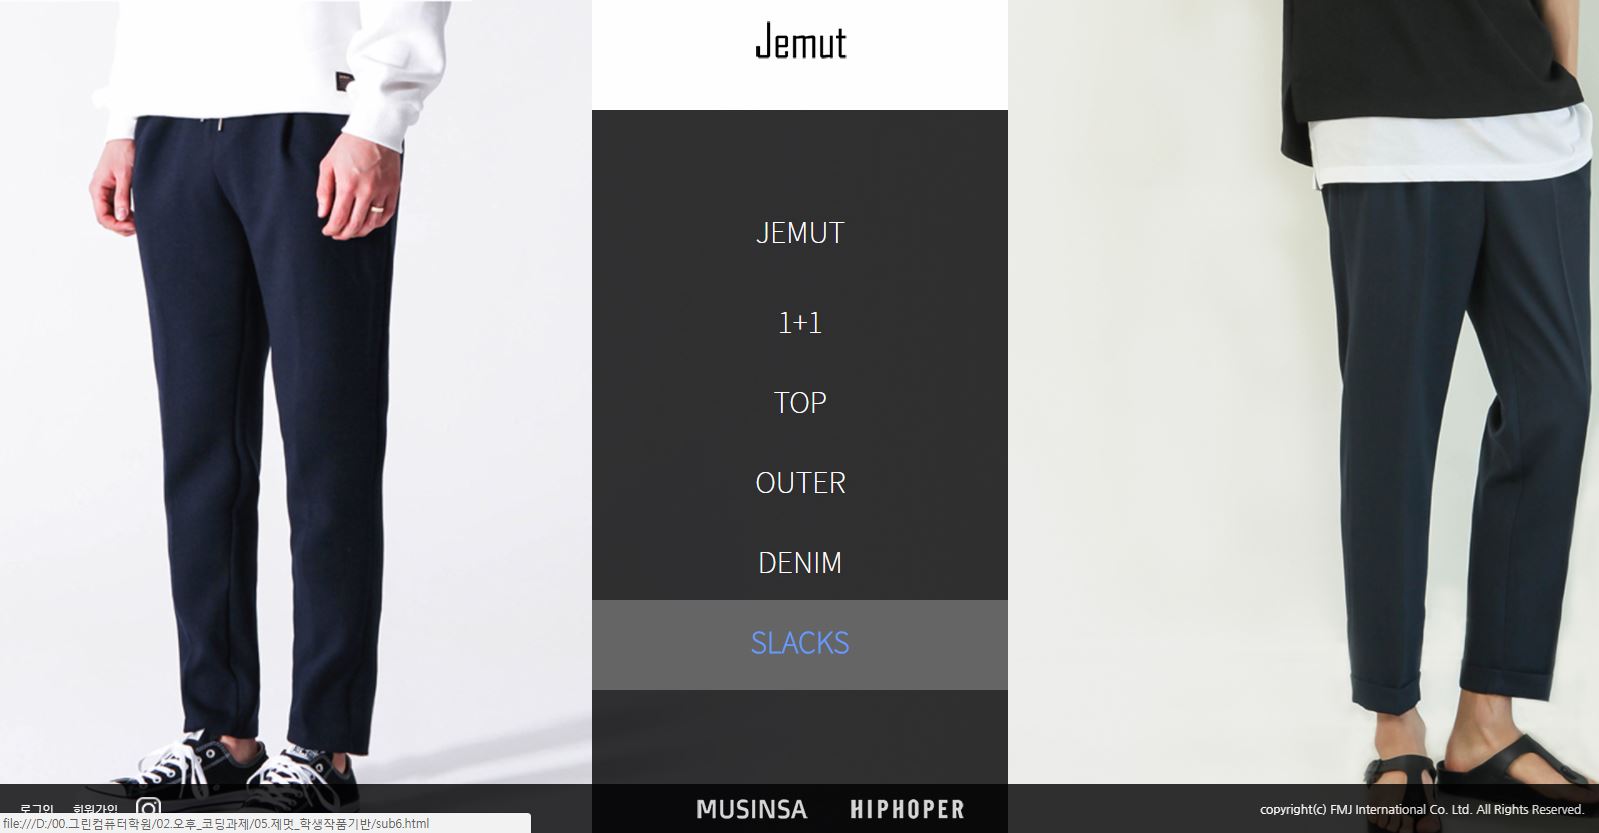 Jemut
JEMUT
1+1
TOP
OUTER
DENIM
SLACKS
로그인 회원가입
MUSINSA HIPHOPER
copyright(c) FMJ International Co. Ltd. All Rights Reserved.
file:///D:/00.그린컴퓨터학원/02.오후_코딩과제/05.제멋_학생작품기반/sub6.html